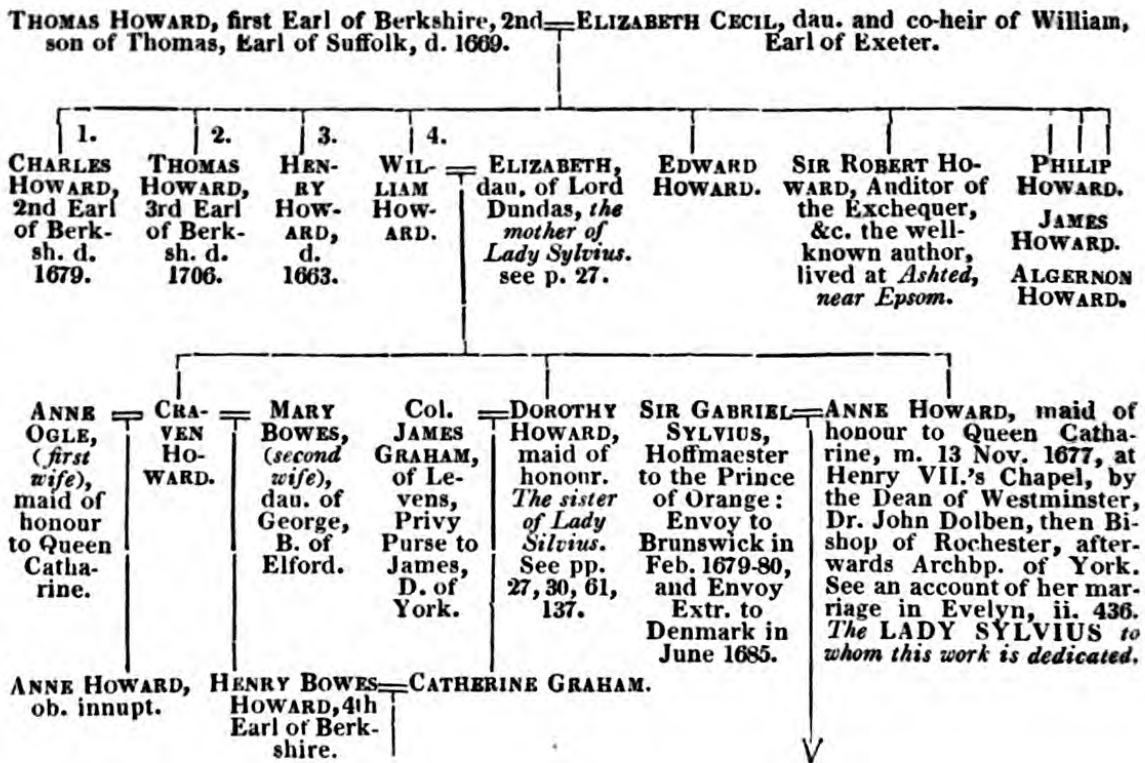 THOMAS HOWARD, first Earl of Berkshire, 2nd
son of Thomas, Earl of Suffolk, d. 1669.
ELIZABETH CECIL, dau. and co-heir of William,
Earl of Exeter.
1.
CHARLES
HOWARD,
2nd Earl
of Berk-
sh. d.
1679.
2.
THOMAS
HOWARD,
3rd Earl
of Berk-
sh. d.
1706.
3.
HEN-
RY
HOW-
ARD,
d.
1663.
4.
WIL-
LIAM
HOW-
ARD.
ELIZABETH,
dau. of Lord
Dundas, the
mother of
Lady Sylvius.
see p. 27.
EDWARD
HOWARD.
SIR ROBERT HO-
WARD, Auditor of
the Exchequer,
&c. the well-
known author,
lived at Ashted,
near Epsom.
PHILIP
HOWARD.
JAMES
HOWARD.
ALGERNON
HOWARD.
ANNE
OGLE,
(first
wife),
maid of
honour
to Queen
Catha-
rine.
CRA-
VEN
HO-
WARD.
MARY
BOWES,
(second
wife),
dau. of
George,
B. of
Elford.
Col.
JAMES
GRAHAM,
of Le-
vens,
Privy
Purse to
James,
D. of
York.
DOROTHY
HOWARD,
maid of
honour.
The sister
of Lady
Silvius.
See pp.
27, 30, 61,
137.
SIR GABRIEL
SYLVIUS,
Hoffmaester
to the Prince
of Orange:
Envoy to
Brunswick in
Feb. 1679-80,
and Envoy
Extr. to
Denmark in
June 1685.
ANNE HOWARD, maid of
honour to Queen Catha-
rine, m. 13 Nov. 1677, at
Henry VII.'s Chapel, by
the Dean of Westminster,
Dr. John Dolben, then Bi-
shop of Rochester, after-
wards Archbp. of York.
See an account of her mar-
riage in Evelyn, ii. 436.
The LADY SYLVIUS to
whom this work is dedicated.
ANNE HOWARD,
ob. innupt.
HENRY BOWES
HOWARD, 4th
Earl of Berk-
shire.
CATHERINE GRAHAM.